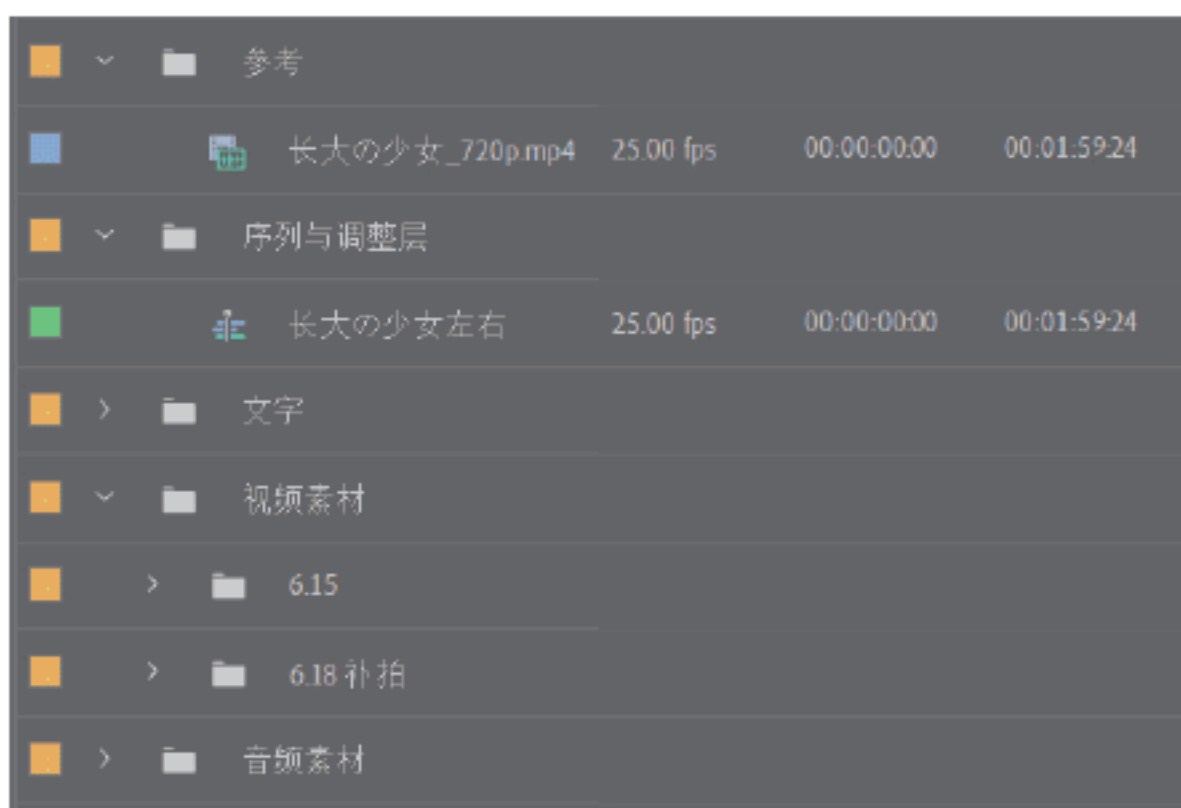 参考
长大の少女_720p.mp4 25.00 fps 00:00:00:00 00:01:59:24
序列与调整层
长大の少女左右 25.00 fps 00:00:00:00 00:01:59:24
文字
视频素材
6.15
6.18 补拍
音频素材